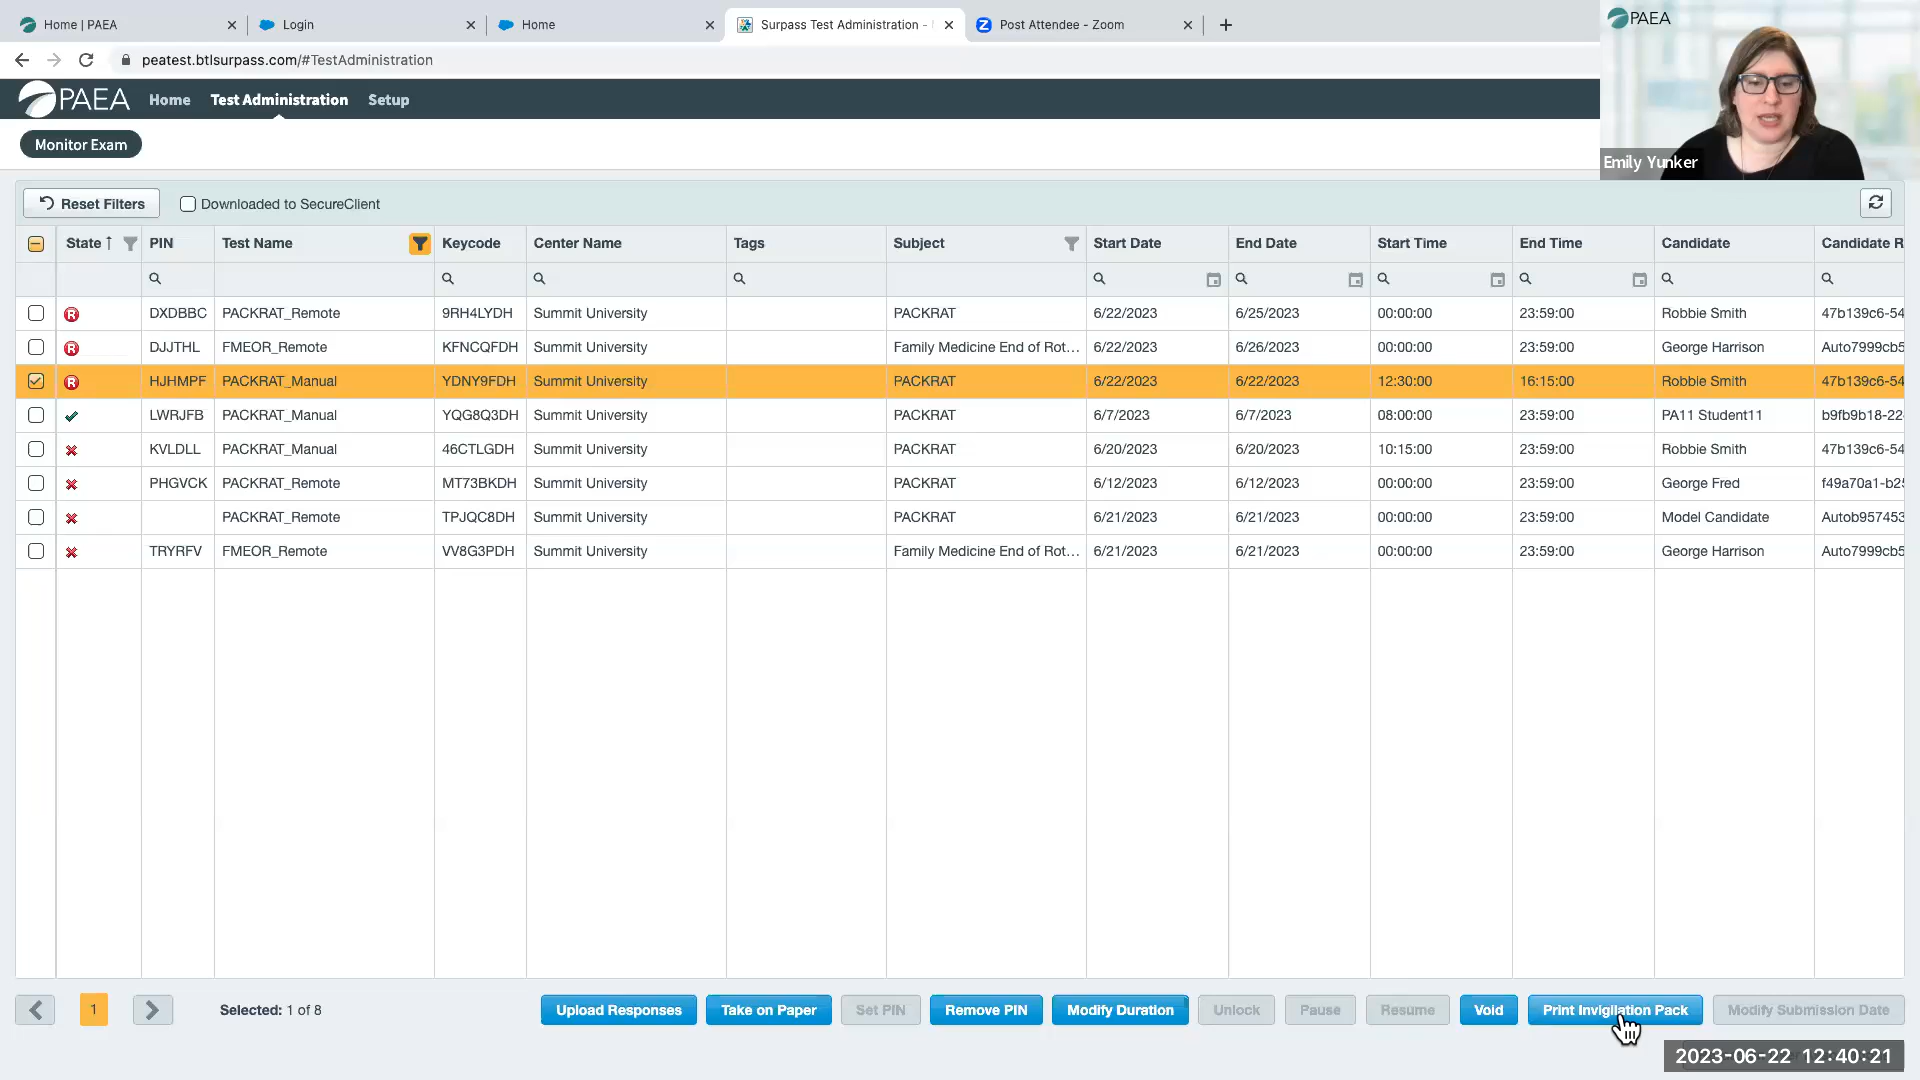 Home | PAEA
Login
Home
Surpass Test Administration -
Post Attendee - Zoom
PAEA
peatest.btlsurpass.com/#TestAdministration
PAEA Home Test Administration Setup
Monitor Exam
Emily Yunker
Reset Filters Downloaded to SecureClient
State PIN Test Name Keycode Center Name Tags Subject Start Date End Date Start Time End Time Candidate Candidate R
R DXDBBC PACKRAT_Remote 9RH4LYDH Summit University PACKRAT 6/22/2023 6/25/2023 00:00:00 23:59:00 Robbie Smith 47b139c6-54
R DJJTHL FMEOR_Remote KFNCQFDH Summit University Family Medicine End of Rot... 6/22/2023 6/26/2023 00:00:00 23:59:00 George Harrison Auto7999cb5
R HJHMPF PACKRAT_Manual YDNY9FDH Summit University PACKRAT 6/22/2023 6/22/2023 12:30:00 16:15:00 Robbie Smith 47b139c6-54
LWRJFB PACKRAT_Manual YQG8Q3DH Summit University PACKRAT 6/7/2023 6/7/2023 08:00:00 23:59:00 PA11 Student11 b9fb9b18-22
KVLDLL PACKRAT_Manual 46CTLGDH Summit University PACKRAT 6/20/2023 6/20/2023 10:15:00 23:59:00 Robbie Smith 47b139c6-54
PHGVCK PACKRAT_Remote MT73BKDH Summit University PACKRAT 6/12/2023 6/12/2023 00:00:00 23:59:00 George Fred f49a70a1-b25
PACKRAT_Remote TPJQC8DH Summit University PACKRAT 6/21/2023 6/21/2023 00:00:00 23:59:00 Model Candidate Autob957453
TRYRFV FMEOR_Remote VV8G3PDH Summit University Family Medicine End of Rot... 6/21/2023 6/21/2023 00:00:00 23:59:00 George Harrison Auto7999cb5
1 Selected: 1 of 8 Upload Responses Take on Paper Set PIN Remove PIN Modify Duration Unlock Pause Resume Void Print Invigilation Pack Modify Submission Date
2023-06-22 12:40:21